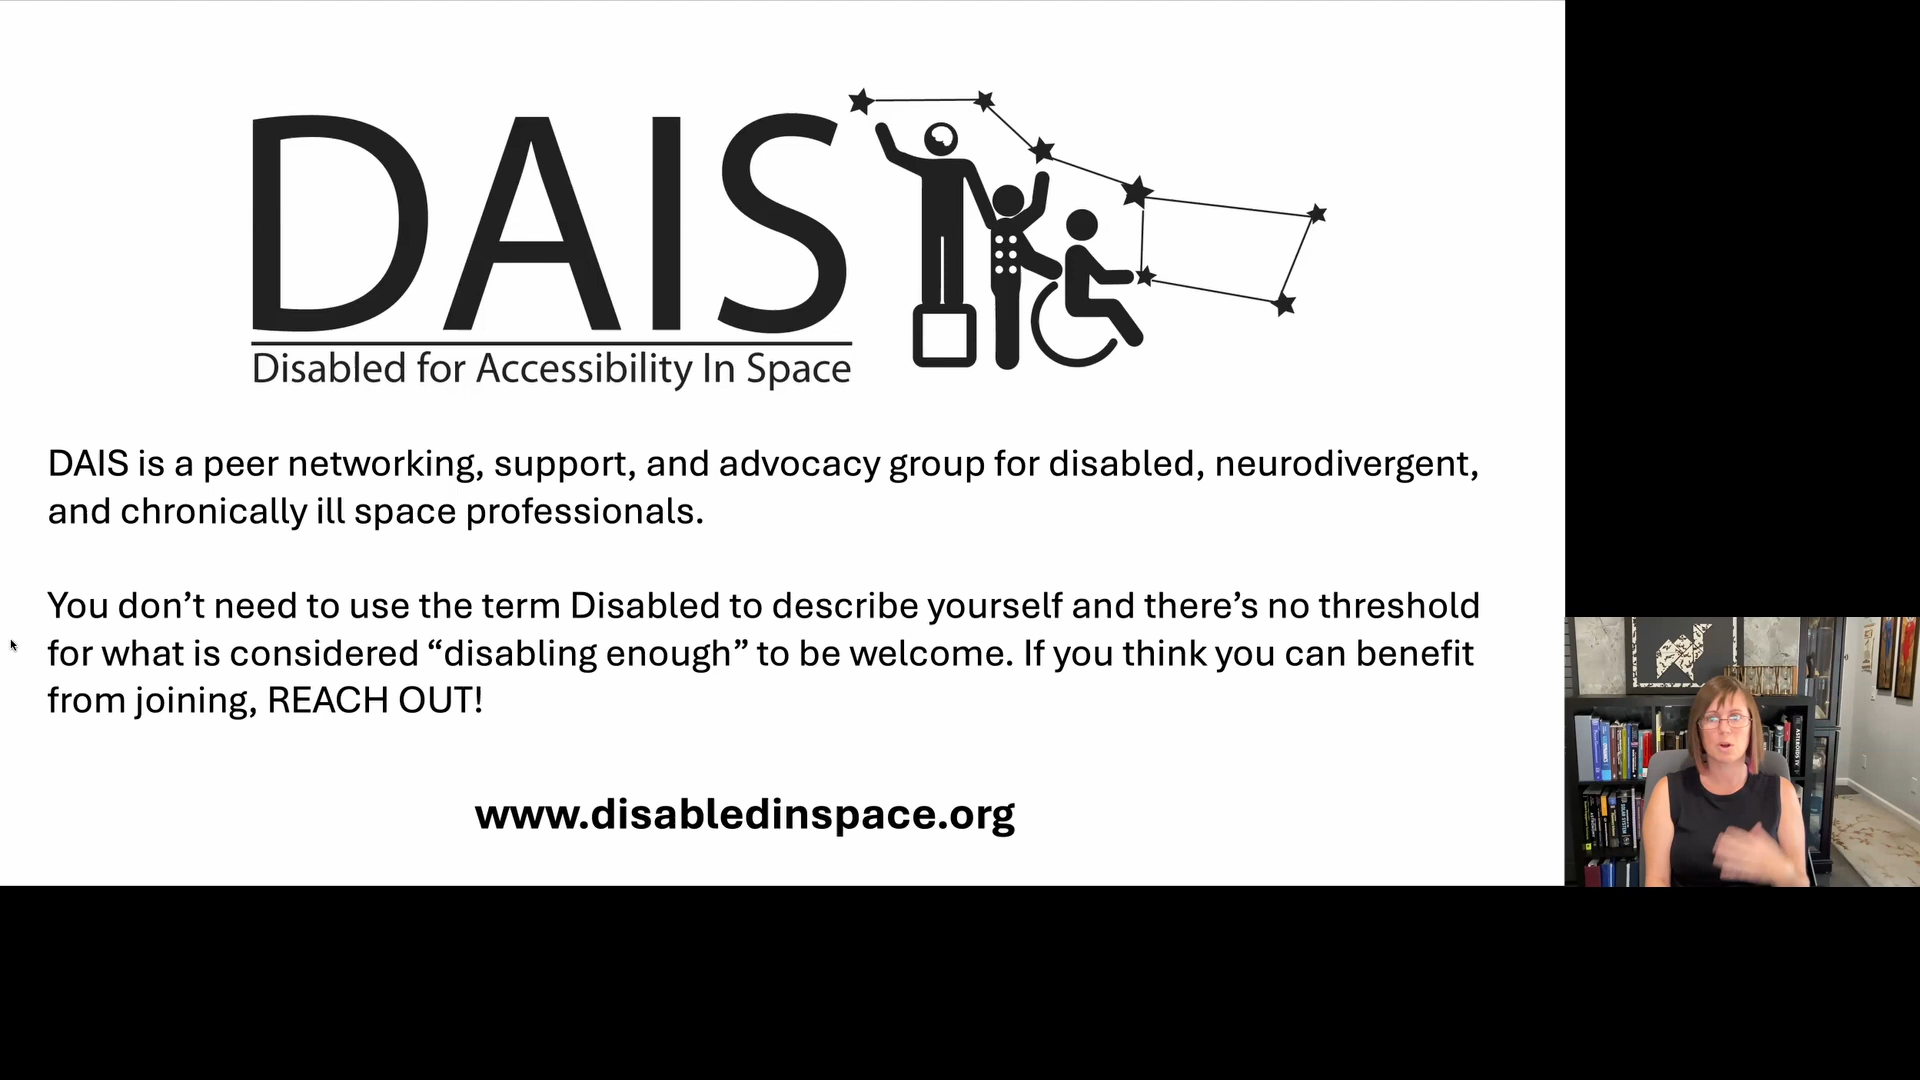 DAIS
Disabled for Accessibility In Space
DAIS is a peer networking, support, and advocacy group for disabled, neurodivergent,
and chronically ill space professionals.
You don’t need to use the term Disabled to describe yourself and there’s no threshold
for what is considered “disabling enough” to be welcome. If you think you can benefit
from joining, REACH OUT!
www.disabledinspace.org
ASTEROIDS IV